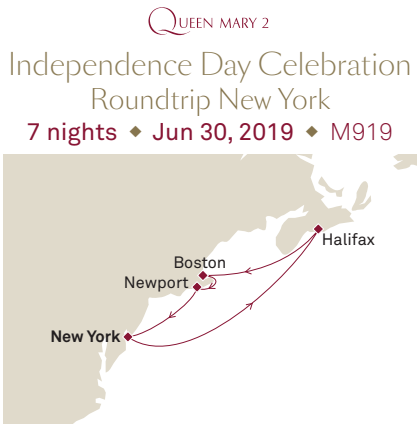 QUEEN MARY 2
Independence Day Celebration
Roundtrip New York
7 nights ◆ Jun 30, 2019 ◆ M919
Halifax
Boston
Newport
New York